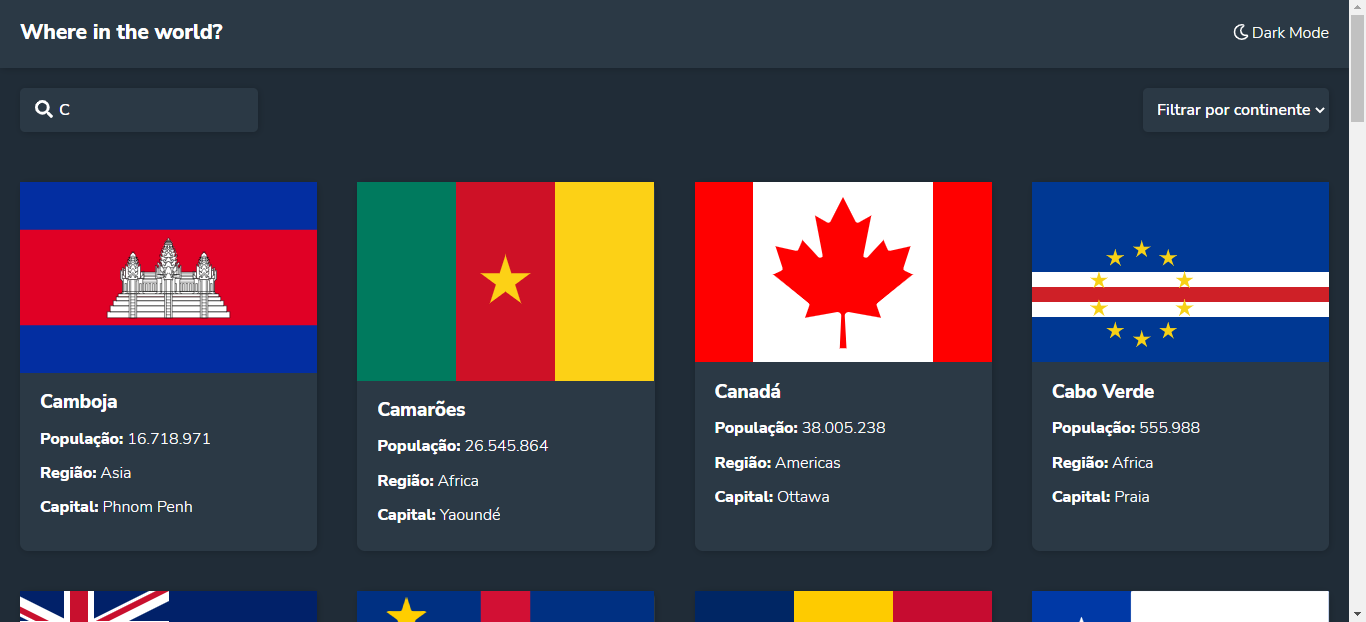 Where in the world?
Dark Mode
C
Filtrar por continente
Camboja
População: 16.718.971
Região: Asia
Capital: Phnom Penh
Camarões
População: 26.545.864
Região: Africa
Capital: Yaoundé
Canadá
População: 38.005.238
Região: Americas
Capital: Ottawa
Cabo Verde
População: 555.988
Região: Africa
Capital: Praia